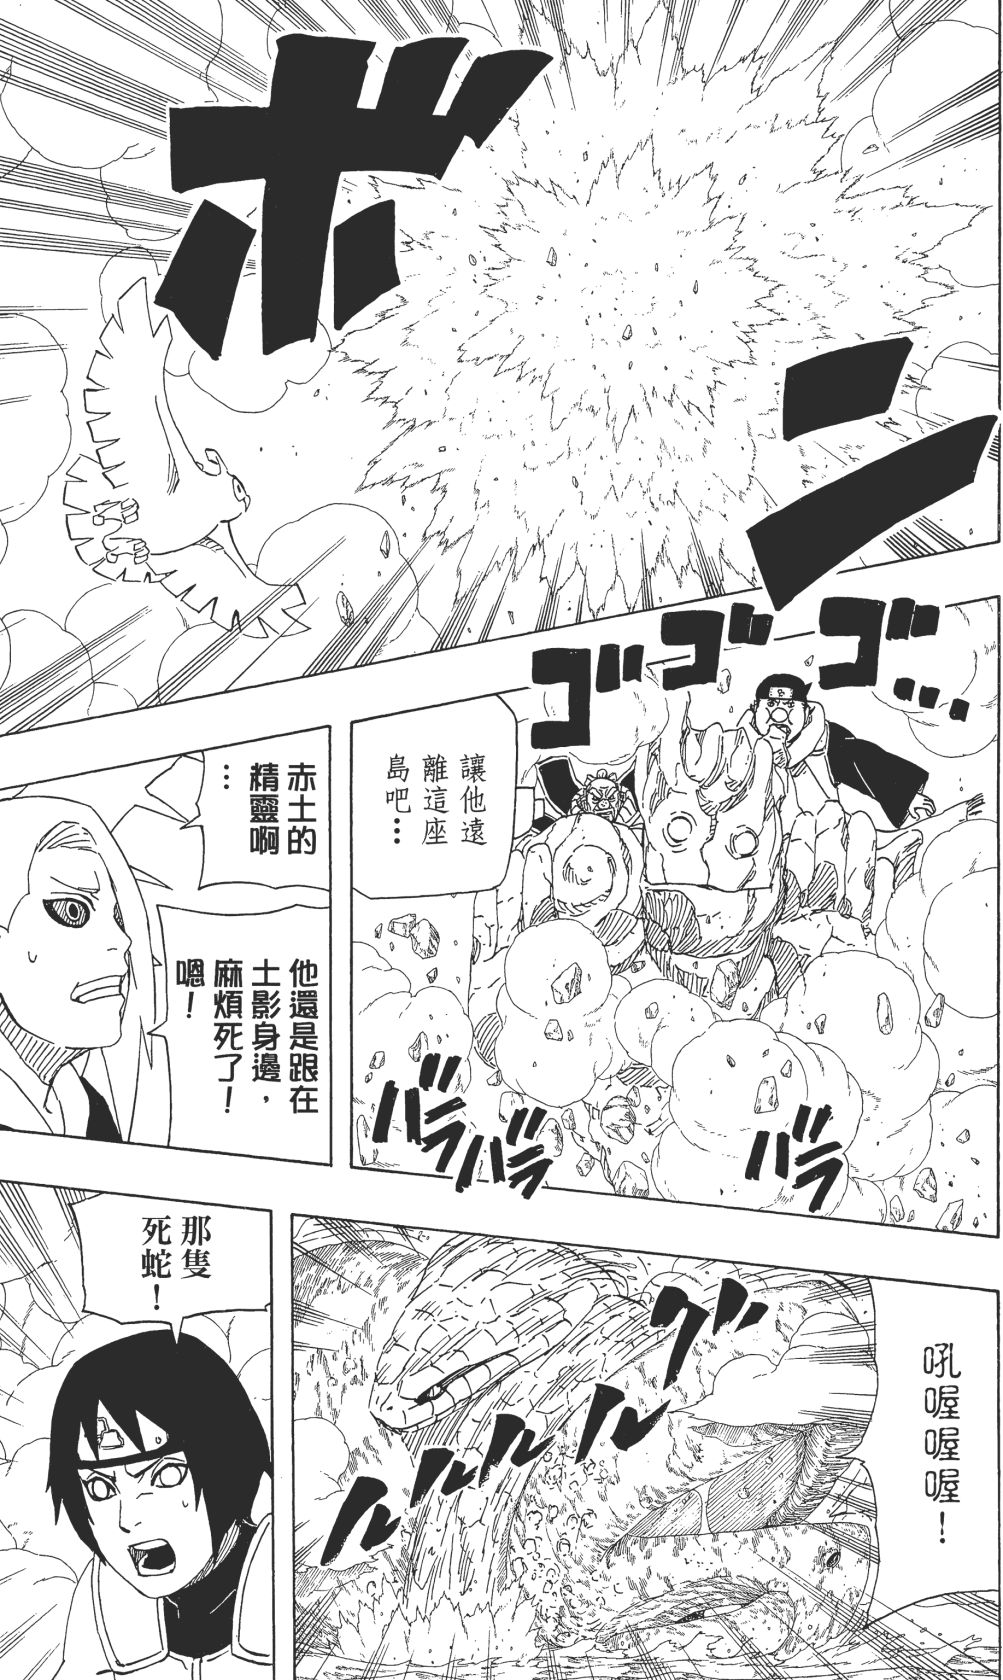 ボン
ゴゴゴ…
讓他遠
離這座
島吧…
バラバラ
バラ
赤土的
精靈啊
…
他還是跟在
土影身邊，
麻煩死了！
嗯！
吼喔喔喔！
グルルルル
那隻
死蛇！